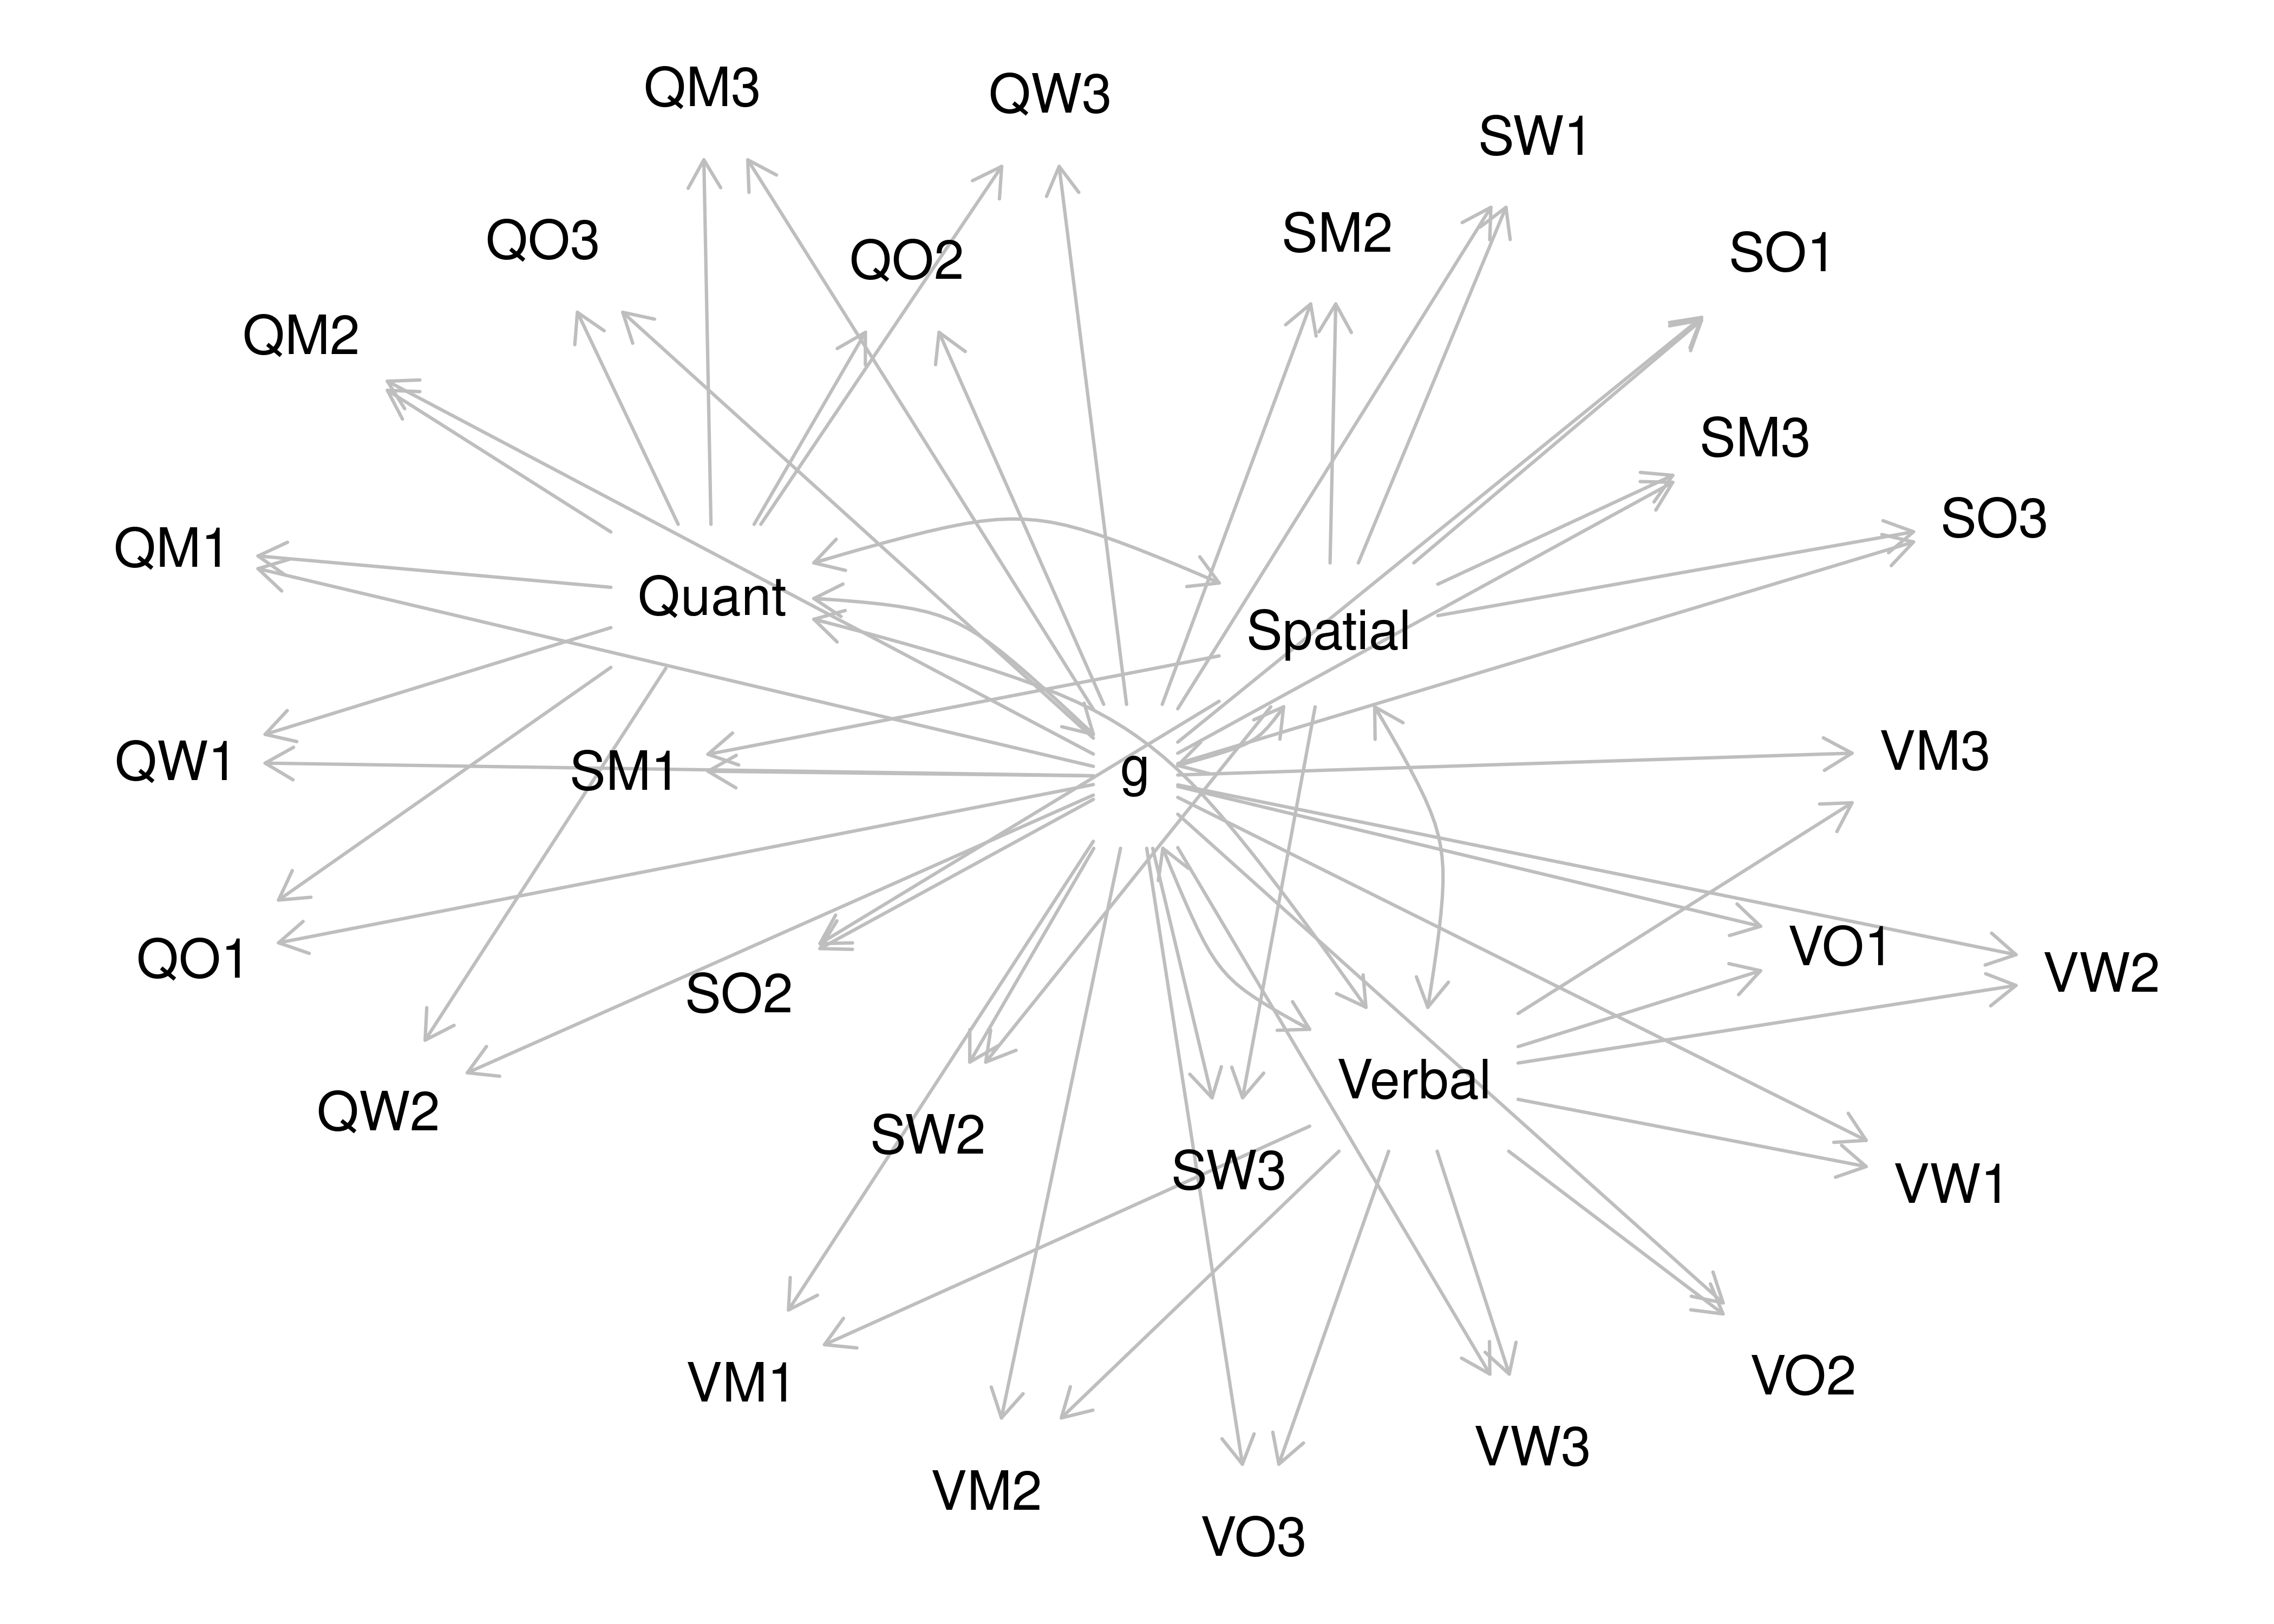 QM3
QW3
SW1
QO3
QO2
SM2
SO1
QM2
SM3
SO3
QM1
Quant
Spatial
QW1
SM1
g
VM3
QO1
SO2
VO1
VW2
QW2
SW2
Verbal
SW3
VW1
VM1
VO2
VM2
VW3
VO3